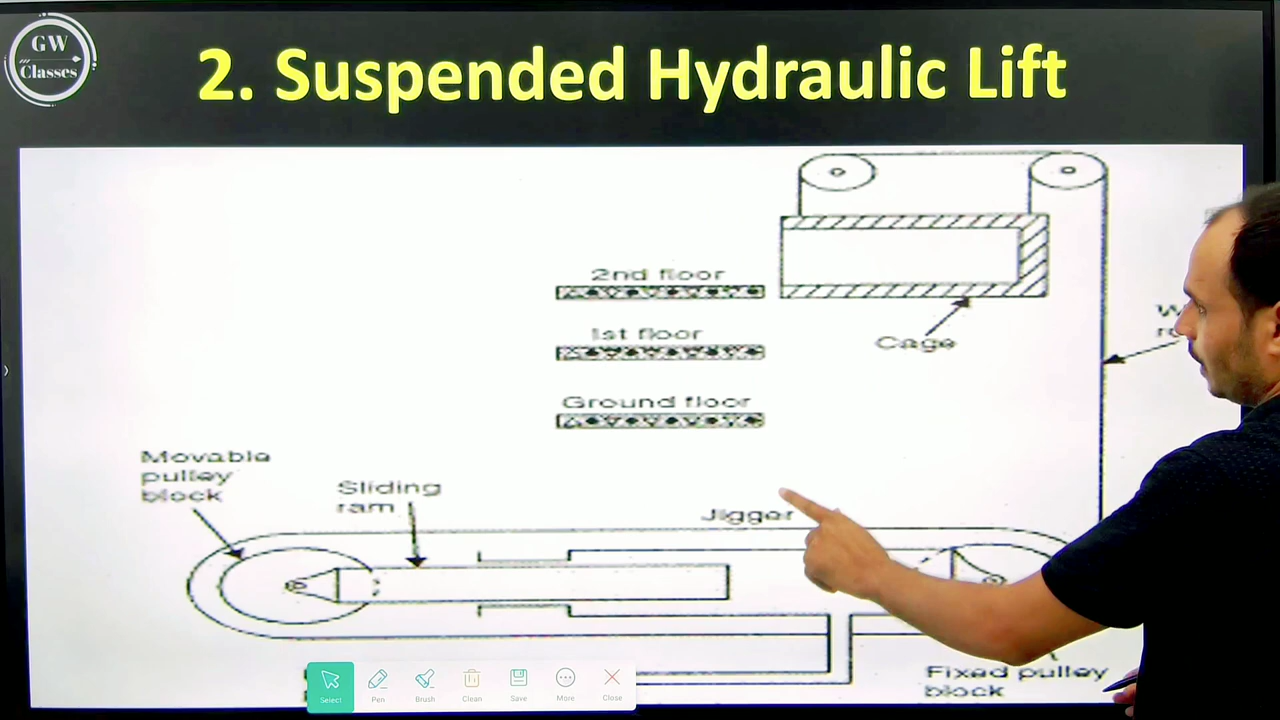 GW
Classes
2. Suspended Hydraulic Lift
2nd floor
1st floor
Cage
Ground floor
Movable
pulley
block
Sliding
ram
Jigger
Fixed pulley
block
Select
Pen
Brush
Clean
Save
More
Close